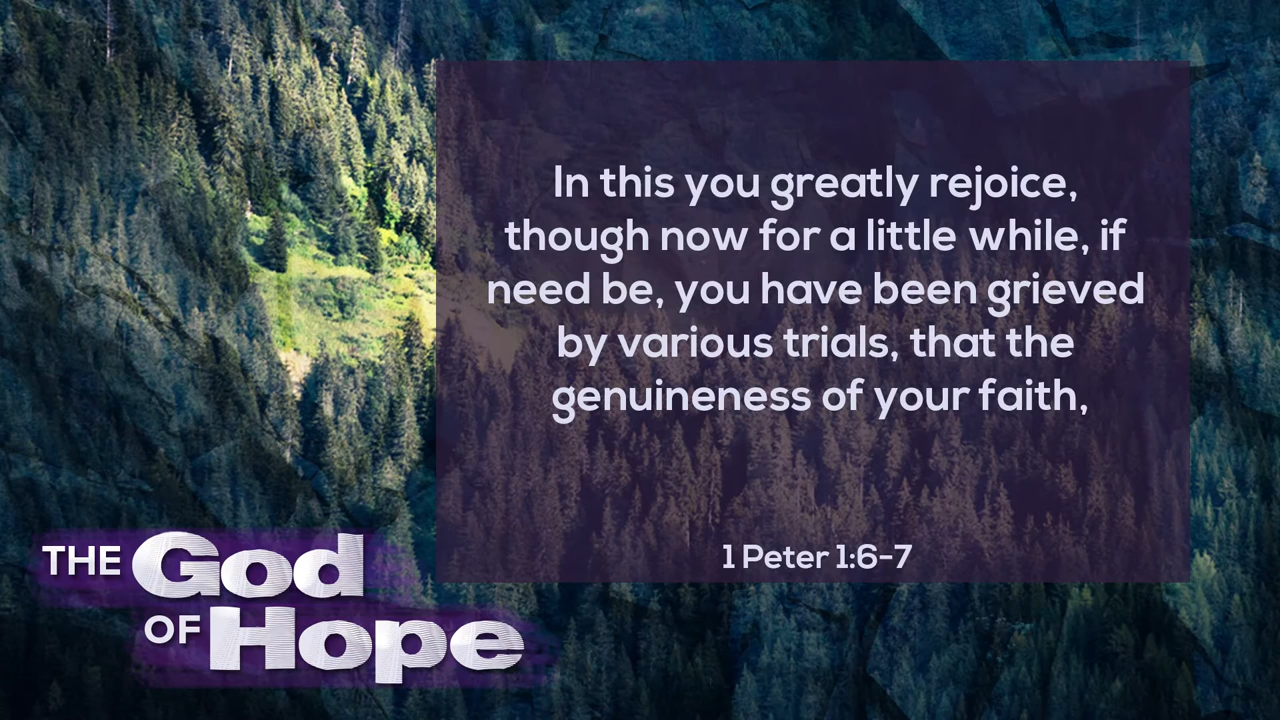 In this you greatly rejoice,
though now for a little while, if
need be, you have been grieved
by various trials, that the
genuineness of your faith,
1 Peter 1:6-7
THE God
OF Hope